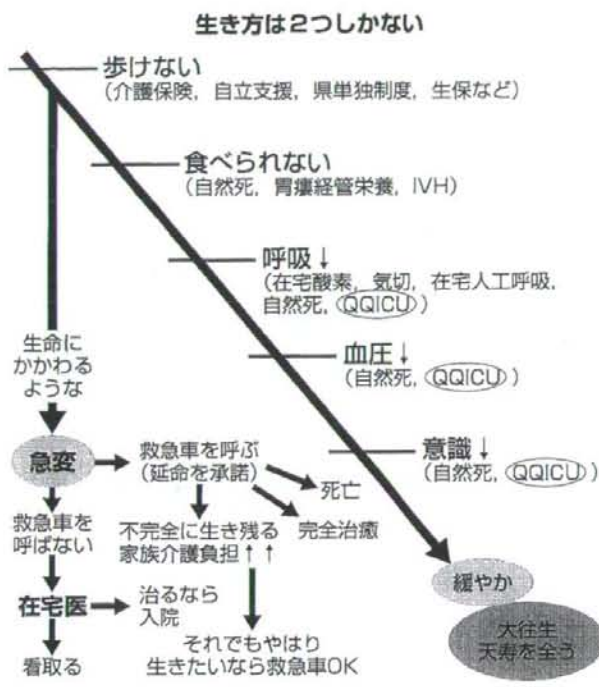 生き方は2つしかない
歩けない
(介護保険，自立支援，県単独制度，生保など)
食べられない
(自然死，胃瘻経管栄養，IVH)
呼吸↓
(在宅酸素，気切，在宅人工呼吸，
自然死，QQICU)
血圧↓
(自然死，QQICU)
意識↓
(自然死，QQICU)
緩やか
大往生
天寿を全う
生命に
かかわる
ような
急変
救急車を呼ぶ
(延命を承諾)
死亡
完全治癒
不完全に生き残る
家族介護負担↑↑
それでもやはり
生きたいなら救急車OK
救急車を
呼ばない
在宅医
治るなら
入院
看取る